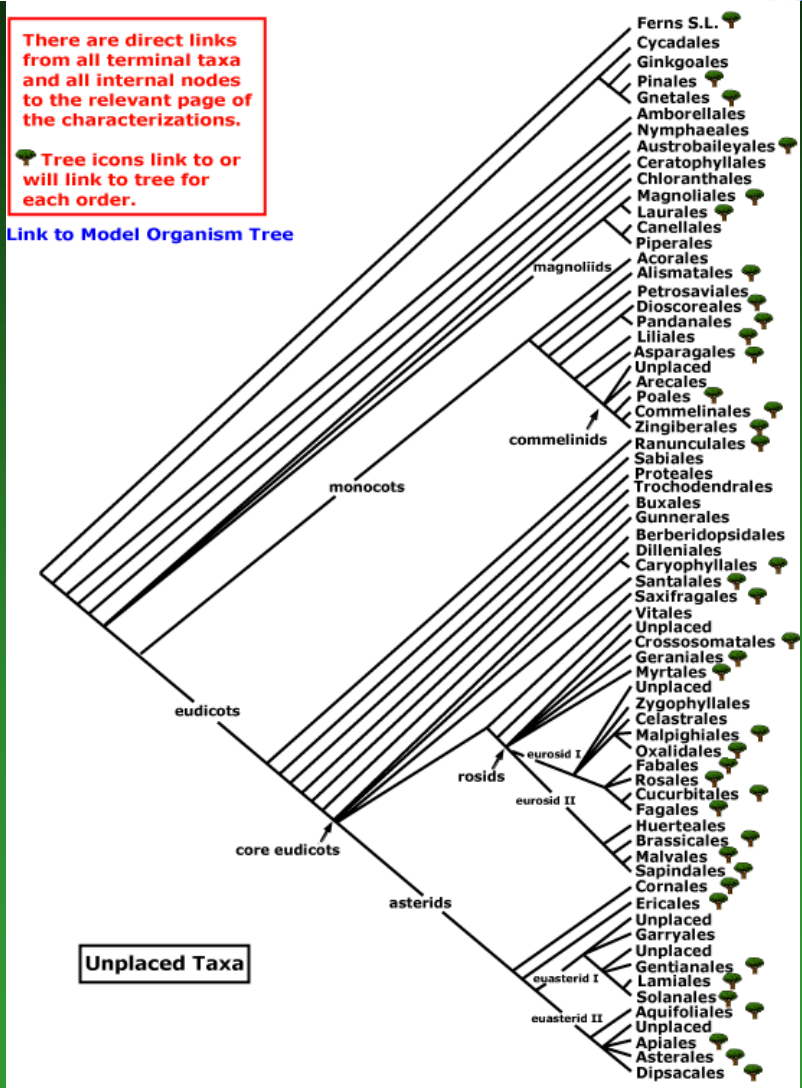 There are direct links
from all terminal taxa
and all internal nodes
to the relevant page of
the characterizations.
Tree icons link to or
will link to tree for
each order.
Link to Model Organism Tree
Ferns S.L.
Cycadales
Ginkgoales
Pinales
Gnetales
Amborellales
Nymphaeales
Austrobaileyales
Ceratophyllales
Chloranthales
Magnoliales
Laurales
Canellales
Piperales
magnoliids
Acorales
Alismatales
Petrosaviales
Dioscoreales
Pandanales
Liliales
Asparagales
Unplaced
Arecales
Poales
Commelinales
Zingiberales
commelinids
monocots
Ranunculales
Sabiales
Proteales
Trochodendrales
Buxales
Gunnerales
Berberidopsidales
Dilleniales
Caryophyllales
Santalales
Saxifragales
Vitales
Unplaced
Crossosomatales
Geraniales
Myrtales
Unplaced
Zygophyllales
Celastrales
Malpighiales
Oxalidales
Fabales
Rosales
Cucurbitales
Fagales
eudicots
eurosid I
rosids
eurosid II
Huerteales
Brassicales
Malvales
Sapindales
core eudicots
asterids
Cornales
Ericales
Unplaced
Garryales
Unplaced
Gentianales
Lamiales
Solanales
euasterid I
euasterid II
Aquifoliales
Unplaced
Apiales
Asterales
Dipsacales
Unplaced Taxa